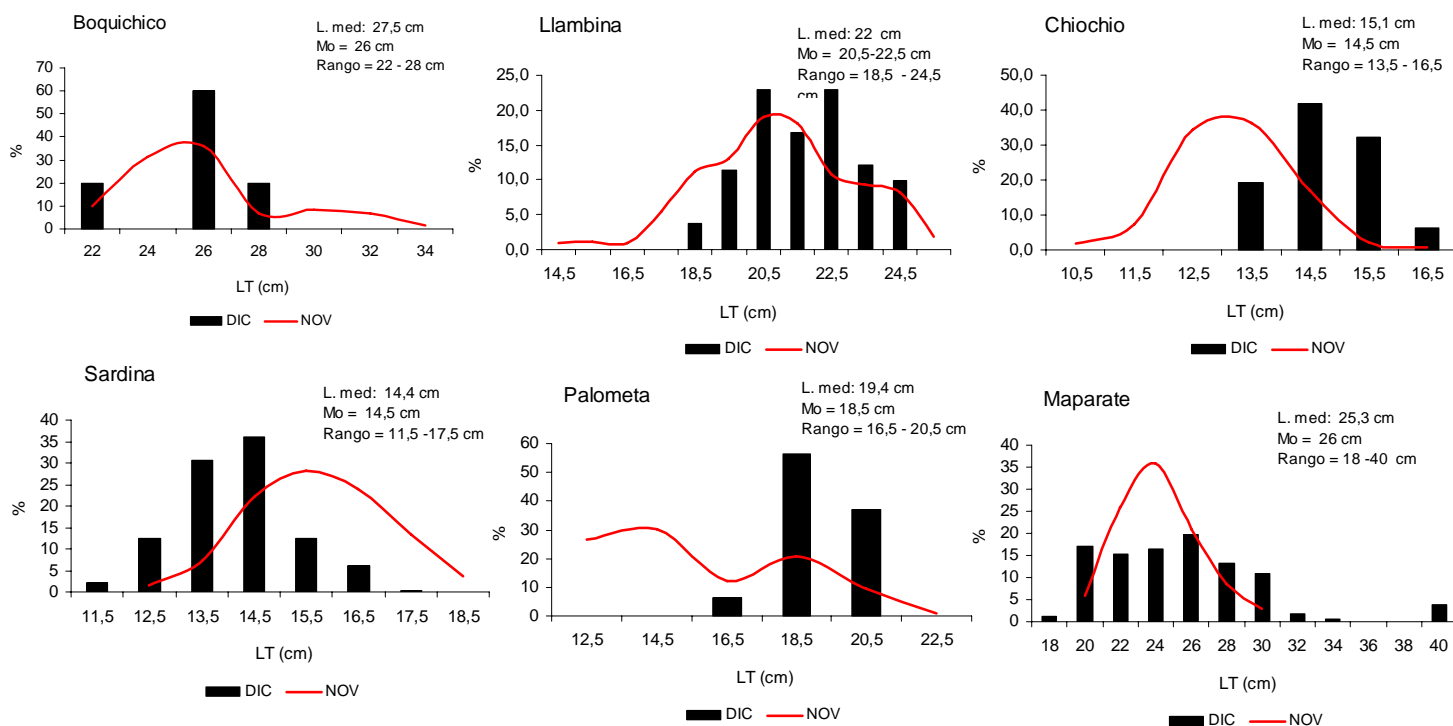 Boquichico
L. med: 27,5 cm
Mo = 26 cm
Rango = 22 - 28 cm
70
60
50
40
30
20
10
0
%
22 24 26 28 30 32 34
LT (cm)
DIC NOV
Llambina
L. med: 22 cm
Mo = 20,5-22,5 cm
Rango = 18,5 - 24,5
cm
25,0
20,0
15,0
10,0
5,0
0,0
%
14,5 16,5 18,5 20,5 22,5 24,5
LT (cm)
DIC NOV
Chiochio
L. med: 15,1 cm
Mo = 14,5 cm
Rango = 13,5 - 16,5
50,0
40,0
30,0
20,0
10,0
0,0
%
10,5 11,5 12,5 13,5 14,5 15,5 16,5
LT (cm)
DIC NOV
Sardina
L. med: 14,4 cm
Mo = 14,5 cm
Rango = 11,5 -17,5 cm
40
35
30
25
20
15
10
5
0
%
11,5 12,5 13,5 14,5 15,5 16,5 17,5 18,5
LT (cm)
DIC NOV
Palometa
L. med: 19,4 cm
Mo = 18,5 cm
Rango = 16,5 - 20,5 cm
60
50
40
30
20
10
0
%
12,5 14,5 16,5 18,5 20,5 22,5
LT (cm)
DIC NOV
Maparate
L. med: 25,3 cm
Mo = 26 cm
Rango = 18 -40 cm
40
35
30
25
20
15
10
5
0
%
18 20 22 24 26 28 30 32 34 36 38 40
LT (cm)
DIC NOV